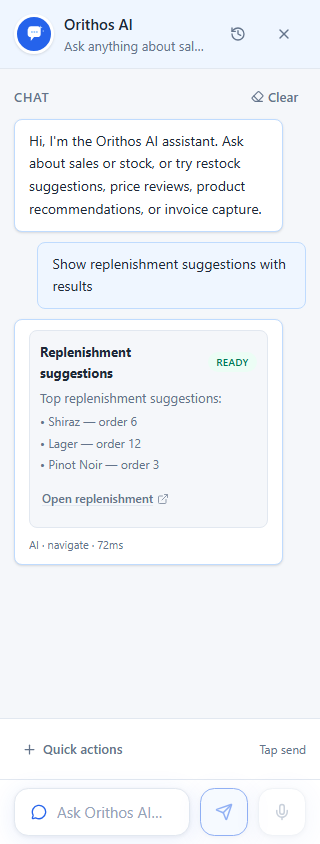 Orithos AI
Ask anything about sal...
CHAT
Clear
Hi, I'm the Orithos AI assistant. Ask
about sales or stock, or try restock
suggestions, price reviews, product
recommendations, or invoice capture.
Show replenishment suggestions with
results
Replenishment
suggestions
READY
Top replenishment suggestions:
• Shiraz — order 6
• Lager — order 12
• Pinot Noir — order 3
Open replenishment
AI · navigate · 72ms
Quick actions
Tap send
Ask Orithos AI...